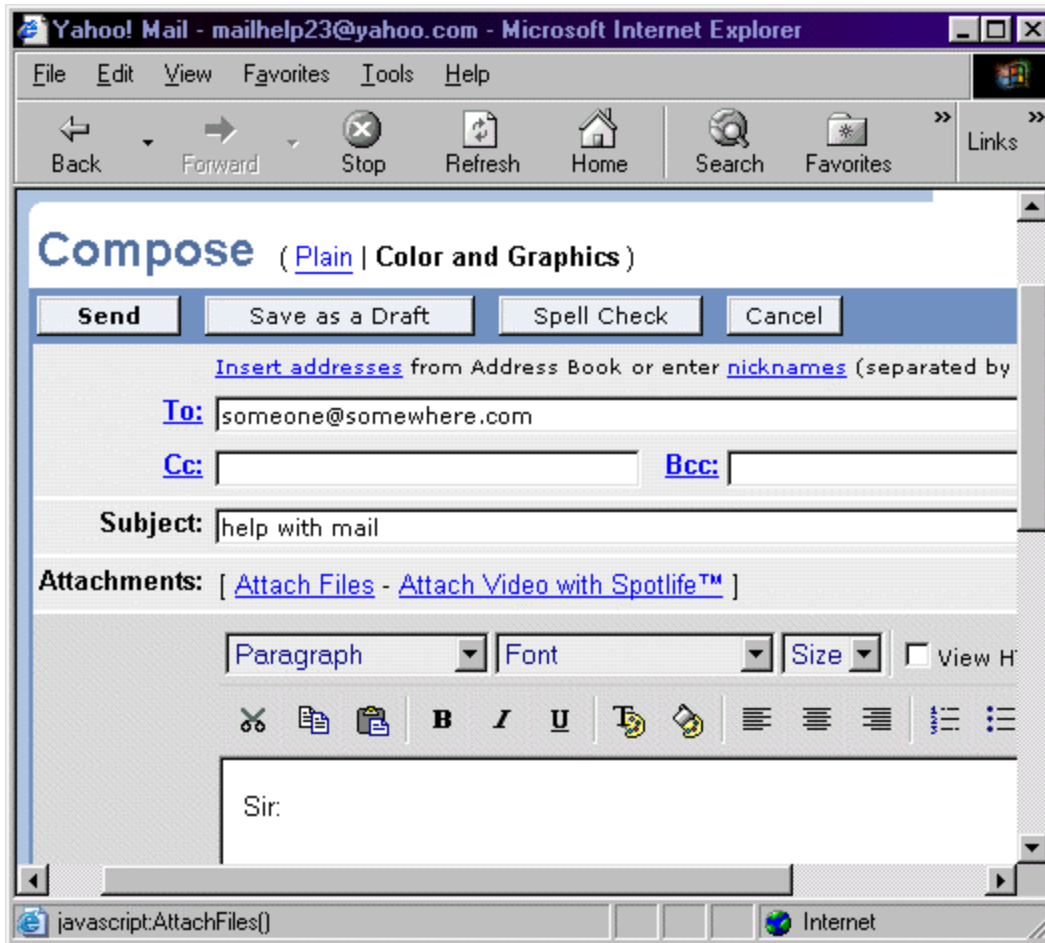 Yahoo! Mail - mailhelp23@yahoo.com - Microsoft Internet Explorer
File Edit View Favorites Tools Help
Back Forward Stop Refresh Home Search Favorites » Links »
Compose ( Plain | Color and Graphics )
Send Save as a Draft Spell Check Cancel
Insert addresses from Address Book or enter nicknames (separated by
To: someone@somewhere.com
Cc: Bcc:
Subject: help with mail
Attachments: [ Attach Files - Attach Video with Spotlife™ ]
Paragraph Font Size View HT
B I U
Sir:
javascript:AttachFiles() Internet